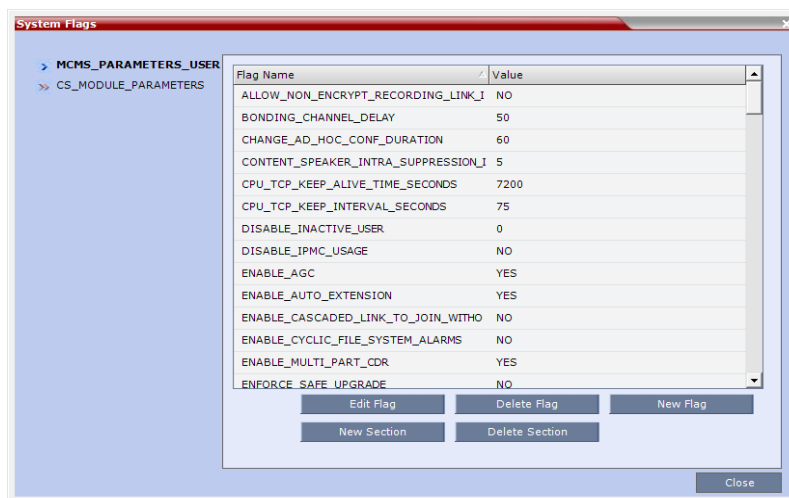 System Flags
MCMS_PARAMETERS_USER
CS_MODULE_PARAMETERS
Flag Name Value
ALLOW_NON_ENCRYPT_RECORDING_LINK_I NO
BONDING_CHANNEL_DELAY 50
CHANGE_AD_HOC_CONF_DURATION 60
CONTENT_SPEAKER_INTRA_SUPPRESSION_I 5
CPU_TCP_KEEP_ALIVE_TIME_SECONDS 7200
CPU_TCP_KEEP_INTERVAL_SECONDS 75
DISABLE_INACTIVE_USER 0
DISABLE_IPMC_USAGE NO
ENABLE_AGC YES
ENABLE_AUTO_EXTENSION YES
ENABLE_CASCADED_LINK_TO_JOIN_WITHO NO
ENABLE_CYCLIC_FILE_SYSTEM_ALARMS NO
ENABLE_MULTI_PART_CDR YES
ENFORCE_SAFE_UPGRADE NO
Edit Flag Delete Flag New Flag
New Section Delete Section
Close